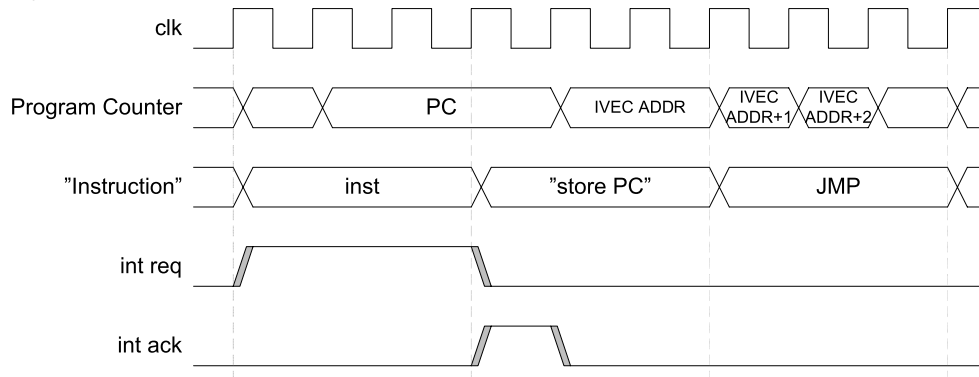 clk
Program Counter
PC
IVEC ADDR
IVEC
ADDR+1
IVEC
ADDR+2
”Instruction”
inst
”store PC”
JMP
int req
int ack